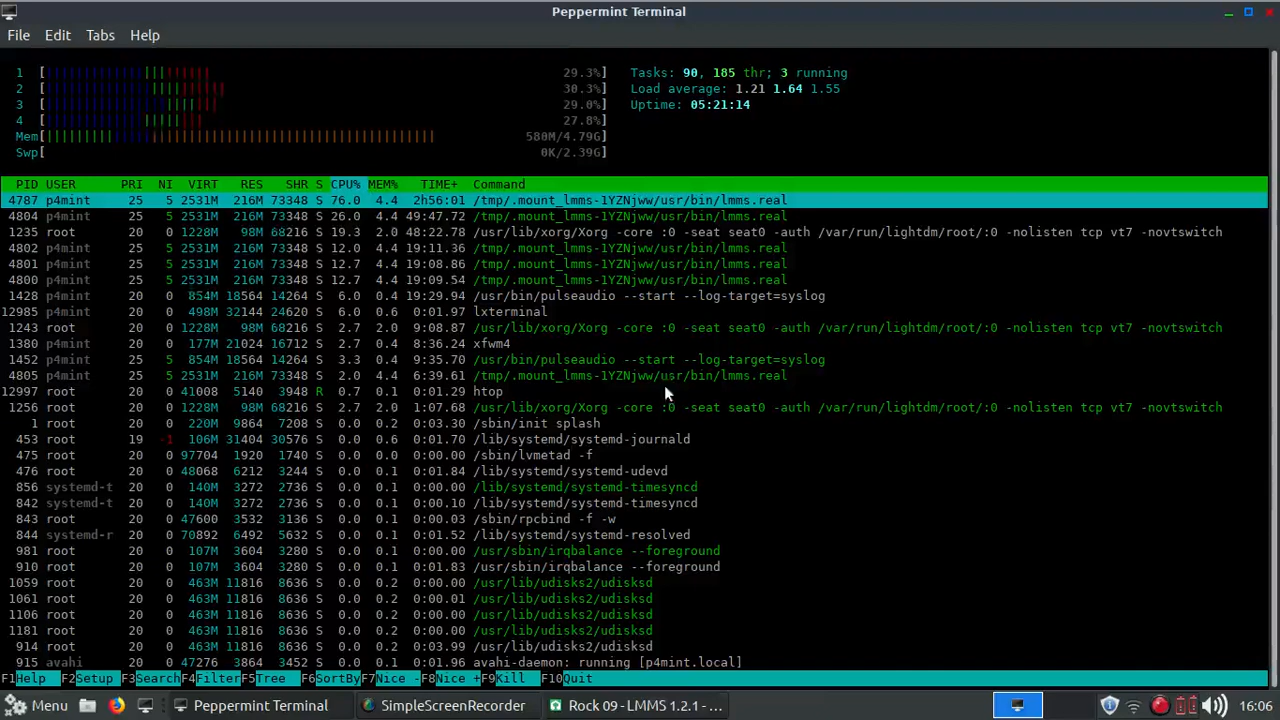 Peppermint Terminal
File Edit Tabs Help
1 [|||||||||||||||||||| 29.3%] Tasks: 90, 185 thr; 3 running
2 [|||||||||||||||||||||| 30.3%] Load average: 1.21 1.64 1.55
3 [||||||||||||||||||||| 29.0%] Uptime: 05:21:14
4 [||||||||||||||||||| 27.8%]
Mem[|||||||||||||||||||||||||||||||||||||||||||| 580M/4.79G]
Swp[ 0K/2.39G]
PID USER PRI NI VIRT RES SHR S CPU% MEM% TIME+ Command
4787 p4mint 25 5 2531M 216M 73348 S 76.0 4.4 2h56:01 /tmp/.mount_lmms-1YZNjww/usr/bin/lmms.real
4804 p4mint 25 5 2531M 216M 73348 S 26.0 4.4 49:47.72 /tmp/.mount_lmms-1YZNjww/usr/bin/lmms.real
1235 root 20 0 1228M 98M 68216 S 19.3 2.0 48:22.78 /usr/lib/xorg/Xorg -core :0 -seat seat0 -auth /var/run/lightdm/root/:0 -nolisten tcp vt7 -novtswitch
4802 p4mint 25 5 2531M 216M 73348 S 12.0 4.4 19:11.36 /tmp/.mount_lmms-1YZNjww/usr/bin/lmms.real
4801 p4mint 25 5 2531M 216M 73348 S 12.7 4.4 19:08.86 /tmp/.mount_lmms-1YZNjww/usr/bin/lmms.real
4800 p4mint 25 5 2531M 216M 73348 S 12.7 4.4 19:09.54 /tmp/.mount_lmms-1YZNjww/usr/bin/lmms.real
1428 p4mint 20 0 854M 18564 14264 S 6.0 0.4 19:29.94 /usr/bin/pulseaudio --start --log-target=syslog
12985 p4mint 20 0 498M 32144 24620 S 6.0 0.6 0:01.97 lxterminal
1243 root 20 0 1228M 98M 68216 S 2.7 2.0 9:08.87 /usr/lib/xorg/Xorg -core :0 -seat seat0 -auth /var/run/lightdm/root/:0 -nolisten tcp vt7 -novtswitch
1380 p4mint 20 0 177M 21024 16712 S 2.7 0.4 8:36.24 xfwm4
1452 p4mint 20 0 854M 18564 14264 S 3.3 0.4 9:35.70 /usr/bin/pulseaudio --start --log-target=syslog
4805 p4mint 25 5 2531M 216M 73348 S 2.0 4.4 6:39.61 /tmp/.mount_lmms-1YZNjww/usr/bin/lmms.real
12997 root 20 0 41008 5140 3948 R 0.7 0.1 0:01.29 htop
1256 root 20 0 1228M 98M 68216 S 2.7 2.0 1:07.68 /usr/lib/xorg/Xorg -core :0 -seat seat0 -auth /var/run/lightdm/root/:0 -nolisten tcp vt7 -novtswitch
1 root 20 0 220M 9864 7208 S 0.0 0.2 0:03.30 /sbin/init splash
453 root 19 -1 106M 31404 30576 S 0.0 0.6 0:01.70 /lib/systemd/systemd-journald
475 root 20 0 97704 1920 1740 S 0.0 0.0 0:00.00 /sbin/lvmetad -f
476 root 20 0 48068 6212 3244 S 0.0 0.1 0:01.84 /lib/systemd/systemd-udevd
856 systemd-t 20 0 140M 3272 2736 S 0.0 0.1 0:00.00 /lib/systemd/systemd-timesyncd
842 systemd-t 20 0 140M 3272 2736 S 0.0 0.1 0:00.10 /lib/systemd/systemd-timesyncd
843 root 20 0 47600 3532 3136 S 0.0 0.1 0:00.03 /sbin/rpcbind -f -w
844 systemd-r 20 0 70892 6492 5632 S 0.0 0.1 0:01.52 /lib/systemd/systemd-resolved
981 root 20 0 107M 3604 3280 S 0.0 0.1 0:00.00 /usr/sbin/irqbalance --foreground
910 root 20 0 107M 3604 3280 S 0.0 0.1 0:01.83 /usr/sbin/irqbalance --foreground
1059 root 20 0 463M 11816 8636 S 0.0 0.2 0:00.00 /usr/lib/udisks2/udisksd
1061 root 20 0 463M 11816 8636 S 0.0 0.2 0:00.01 /usr/lib/udisks2/udisksd
1106 root 20 0 463M 11816 8636 S 0.0 0.2 0:00.00 /usr/lib/udisks2/udisksd
1181 root 20 0 463M 11816 8636 S 0.0 0.2 0:00.00 /usr/lib/udisks2/udisksd
914 root 20 0 463M 11816 8636 S 0.0 0.2 0:03.99 /usr/lib/udisks2/udisksd
915 avahi 20 0 47276 3864 3452 S 0.0 0.1 0:01.96 avahi-daemon: running [p4mint.local]
F1Help F2Setup F3SearchF4FilterF5Tree F6SortByF7Nice -F8Nice +F9Kill F10Quit
Menu Peppermint Terminal SimpleScreenRecorder Rock 09 - LMMS 1.2.1 - ... 16:06